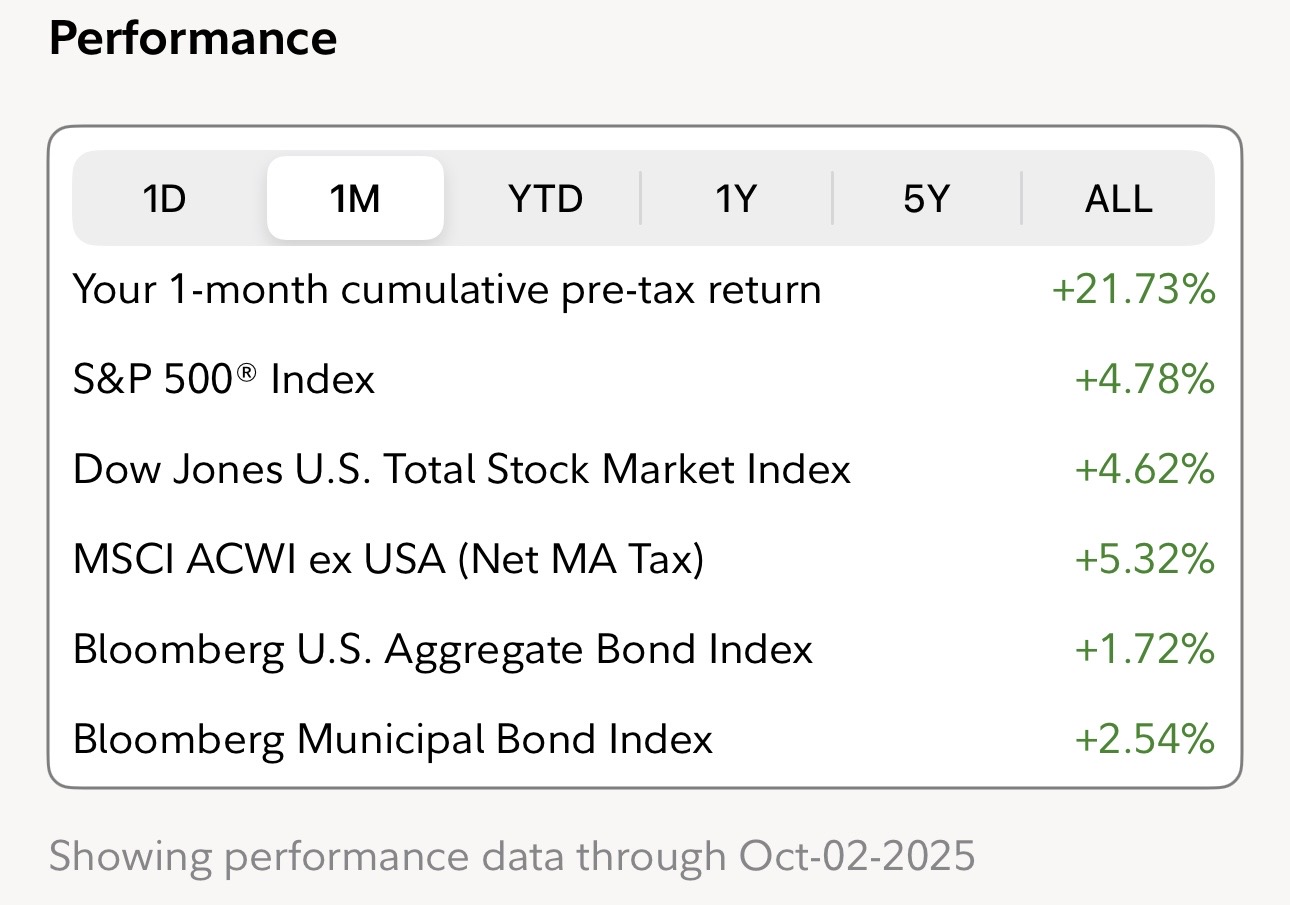 Performance
1D 1M YTD 1Y 5Y ALL
Your 1-month cumulative pre-tax return +21.73%
S&P 500® Index +4.78%
Dow Jones U.S. Total Stock Market Index +4.62%
MSCI ACWI ex USA (Net MA Tax) +5.32%
Bloomberg U.S. Aggregate Bond Index +1.72%
Bloomberg Municipal Bond Index +2.54%
Showing performance data through Oct-02-2025